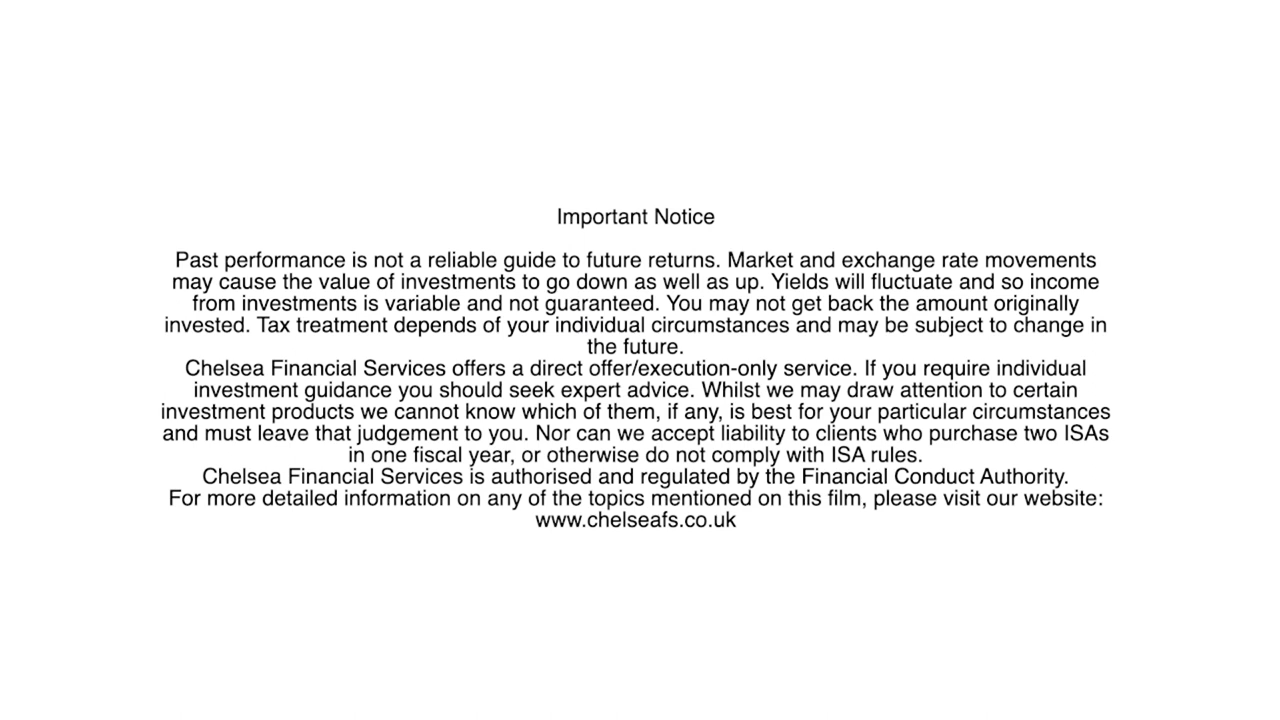 Important Notice
Past performance is not a reliable guide to future returns. Market and exchange rate movements
may cause the value of investments to go down as well as up. Yields will fluctuate and so income
from investments is variable and not guaranteed. You may not get back the amount originally
invested. Tax treatment depends of your individual circumstances and may be subject to change in
the future.
Chelsea Financial Services offers a direct offer/execution-only service. If you require individual
investment guidance you should seek expert advice. Whilst we may draw attention to certain
investment products we cannot know which of them, if any, is best for your particular circumstances
and must leave that judgement to you. Nor can we accept liability to clients who purchase two ISAs
in one fiscal year, or otherwise do not comply with ISA rules.
Chelsea Financial Services is authorised and regulated by the Financial Conduct Authority.
For more detailed information on any of the topics mentioned on this film, please visit our website:
www.chelseafs.co.uk